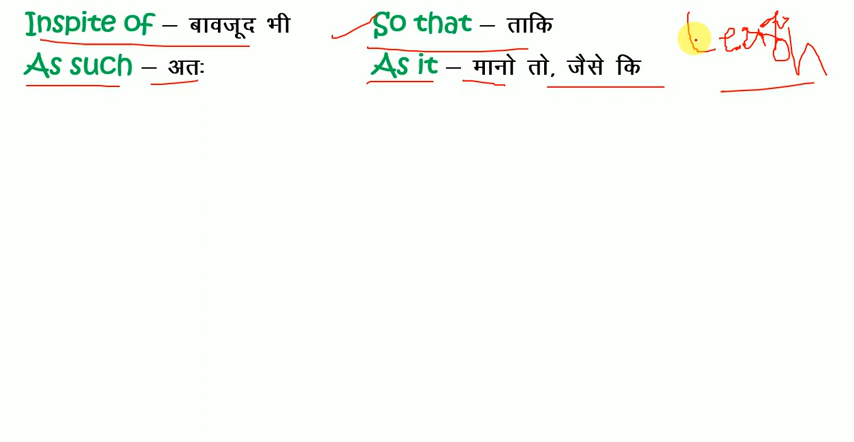 Inspite of – बावजूद भी So that – ताकि
As such – अतः As it – मानो तो, जैसे कि